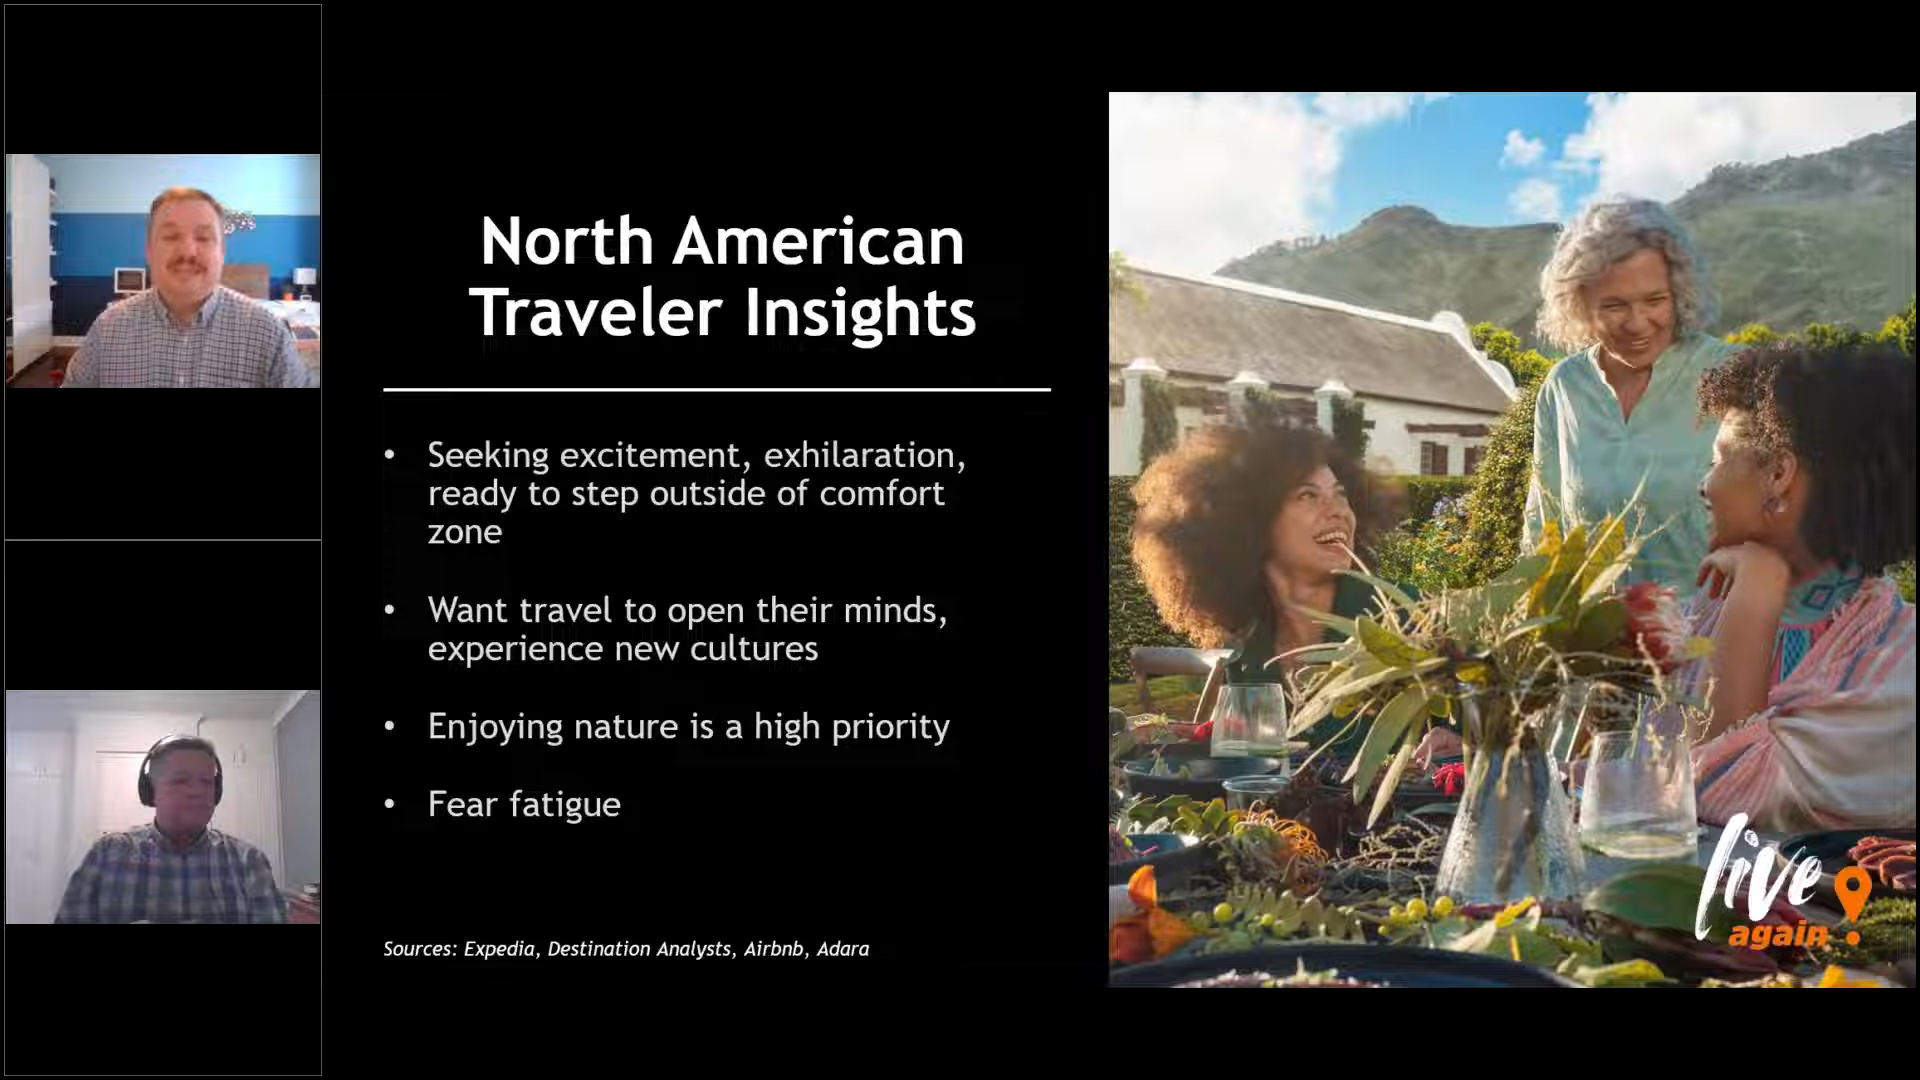 North American
Traveler Insights
• Seeking excitement, exhilaration,
ready to step outside of comfort
zone
• Want travel to open their minds,
experience new cultures
• Enjoying nature is a high priority
• Fear fatigue
Sources: Expedia, Destination Analysts, Airbnb, Adara
live
again